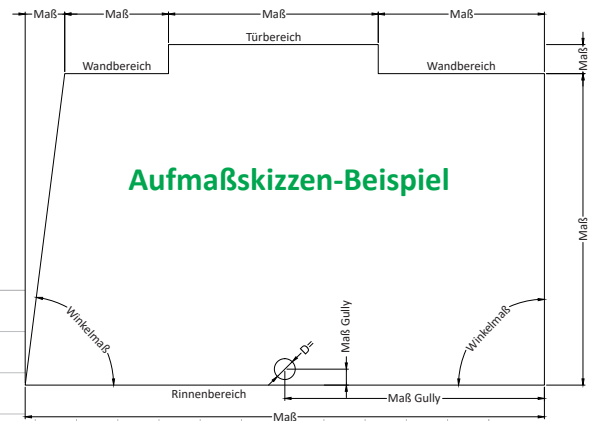 Maß Maß Maß Maß
Türbereich
Maß
Wandbereich Wandbereich
Aufmaßskizzen-Beispiel
Maß
Winkelmaß
Winkelmaß
Maß Gully
D=
Rinnenbereich
Maß Gully
Maß